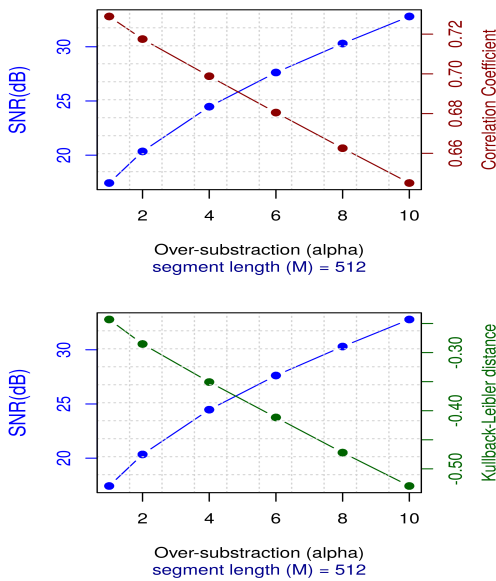 SNR(dB)
20 25 30
0.66 0.68 0.70 0.72
Correlation Coefficient
2 4 6 8 10
Over-substraction (alpha)
segment length (M) = 512
SNR(dB)
20 25 30
-0.50 -0.40 -0.30
Kullback-Leibler distance
2 4 6 8 10
Over-substraction (alpha)
segment length (M) = 512